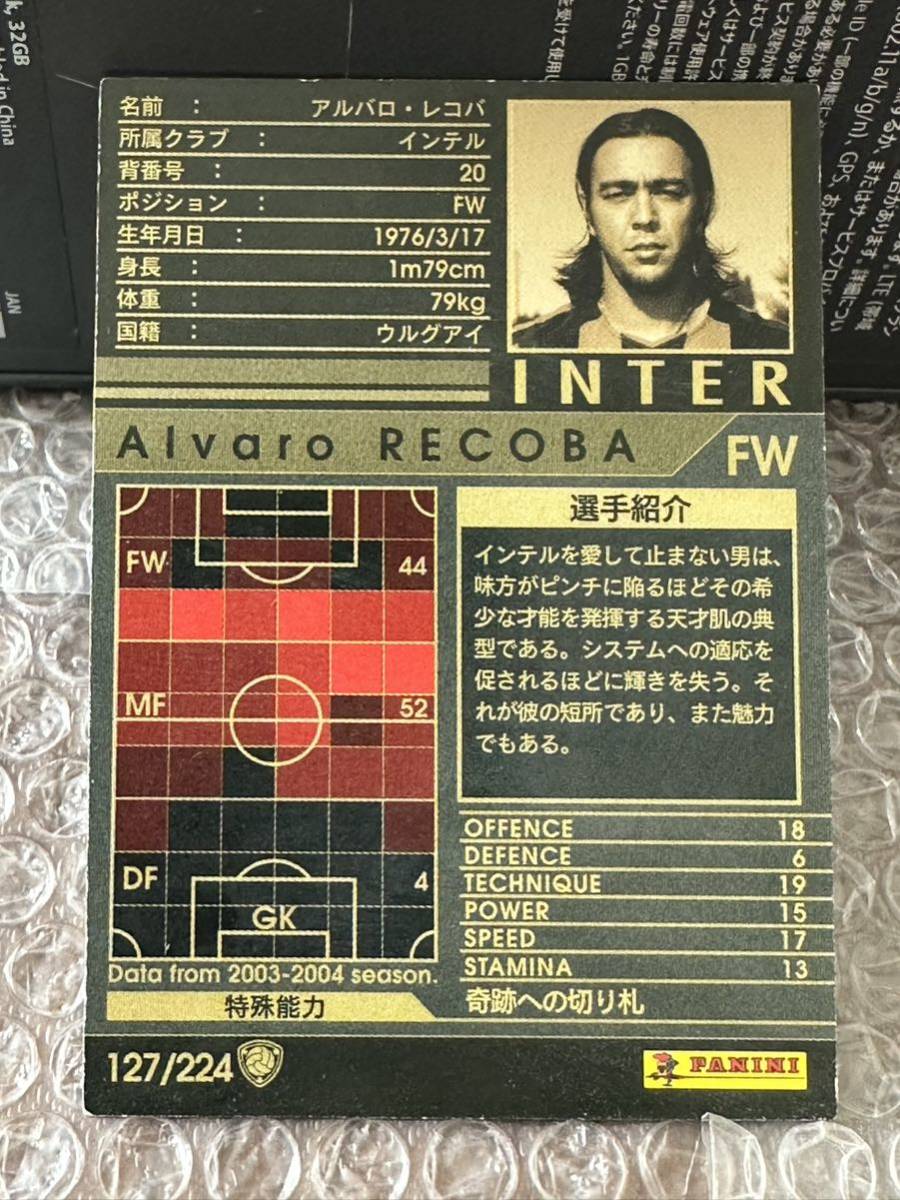 k, 32GB
in China
JAN
名前 : アルバロ・レコバ
所属クラブ : インテル
背番号 : 20
ポジション : FW
生年月日 : 1976/3/17
身長 : 1m79cm
体重 : 79kg
国籍 : ウルグアイ
INTER
Alvaro RECOBA
FW
FW 44
MF 52
DF 4
GK
Data from 2003-2004 season.
選手紹介
インテルを愛して止まない男は、
味方がピンチに陥るほどその希
少な才能を発揮する天才肌の典
型である。システムへの適応を
促されるほどに輝きを失う。そ
れが彼の短所であり、また魅力
でもある。
OFFENCE 18
DEFENCE 6
TECHNIQUE 19
POWER 15
SPEED 17
STAMINA 13
特殊能力
奇跡への切り札
127/224
PANINI